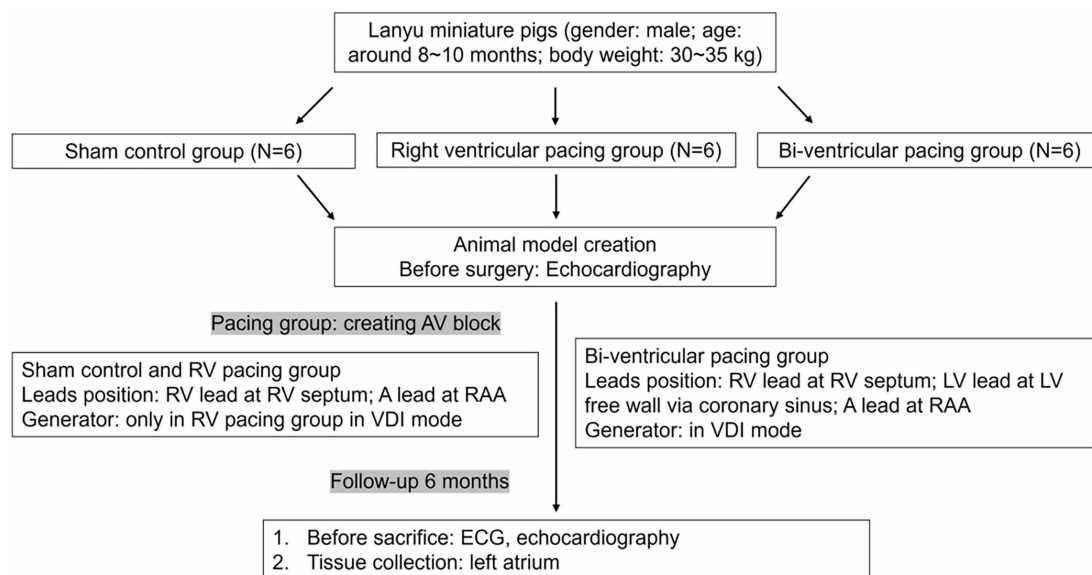 Lanyu miniature pigs (gender: male; age:
around 8~10 months; body weight: 30~35 kg)
Sham control group (N=6)
Right ventricular pacing group (N=6)
Bi-ventricular pacing group (N=6)
Animal model creation
Before surgery: Echocardiography
Pacing group: creating AV block
Sham control and RV pacing group
Leads position: RV lead at RV septum; A lead at RAA
Generator: only in RV pacing group in VDI mode
Bi-ventricular pacing group
Leads position: RV lead at RV septum; LV lead at LV
free wall via coronary sinus; A lead at RAA
Generator: in VDI mode
Follow-up 6 months
1. Before sacrifice: ECG, echocardiography
2. Tissue collection: left atrium